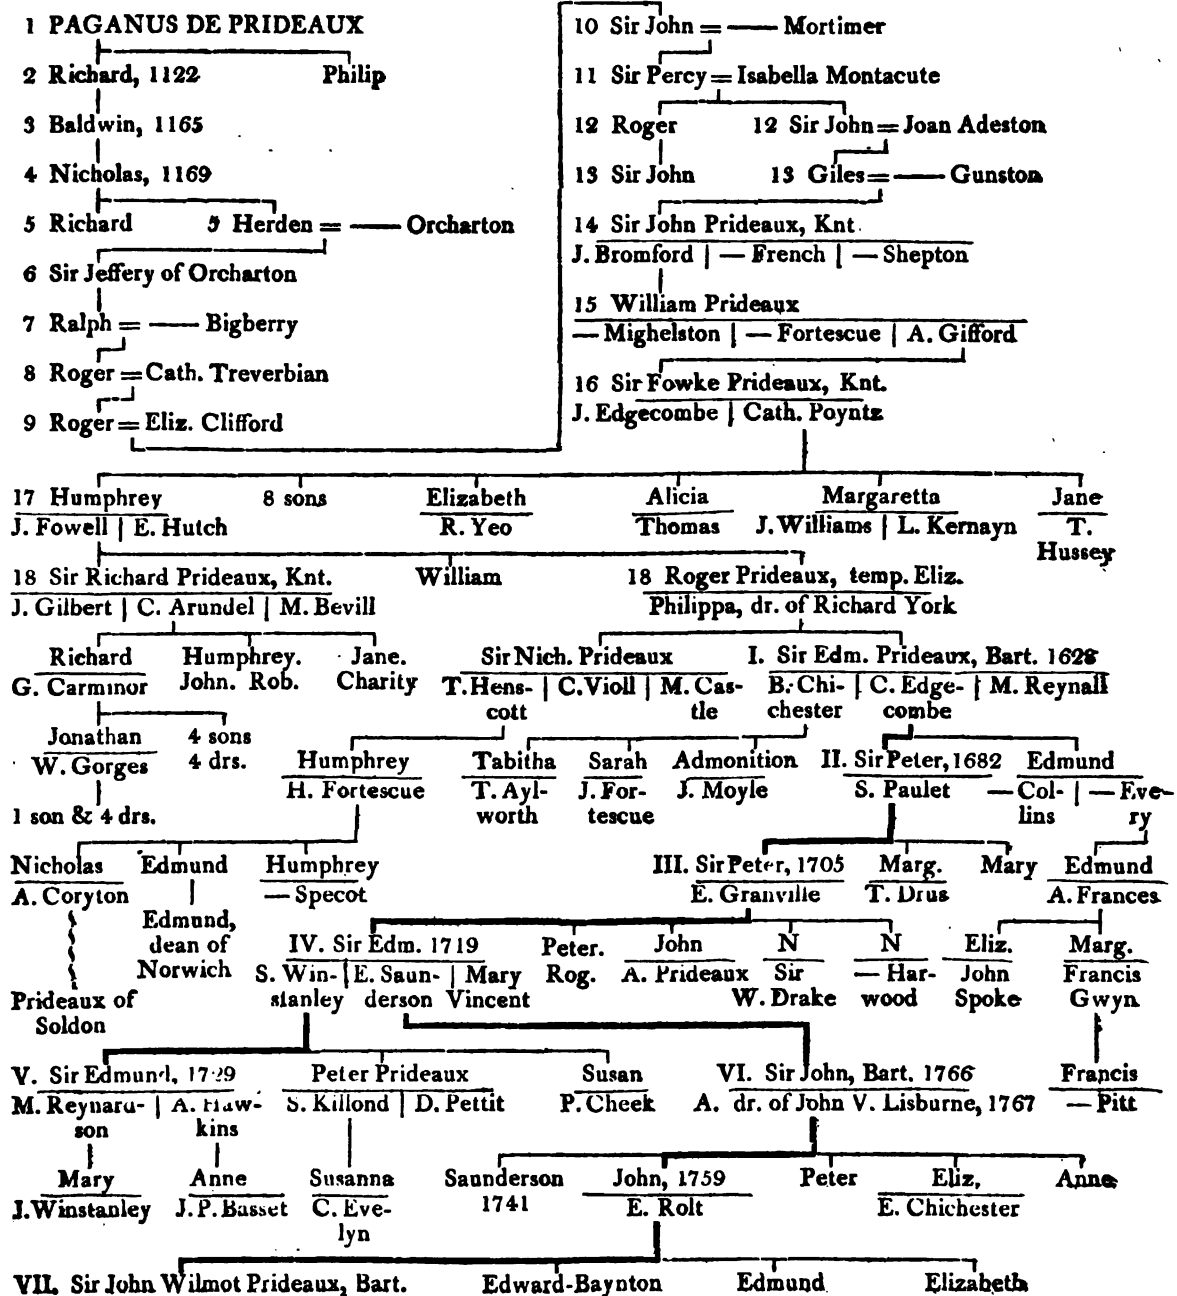 1 PAGANUS DE PRIDEAUX
2 Richard, 1122 Philip
3 Baldwin, 1165
4 Nicholas, 1169
5 Richard 5 Herden = — Orcharton
6 Sir Jeffery of Orcharton
7 Ralph = — Bigberry
8 Roger = Cath. Treverbian
9 Roger = Eliz. Clifford
10 Sir John = — Mortimer
11 Sir Percy = Isabella Montacute
12 Roger 12 Sir John = Joan Adeston
13 Sir John 13 Giles = — Gunston
14 Sir John Prideaux, Knt.
J. Bromford | — French | — Shepton
15 William Prideaux
— Mighelston | — Fortescue | A. Gifford
16 Sir Fowke Prideaux, Knt.
J. Edgecombe | Cath. Poyntz
17 Humphrey 8 sons Elizabeth Alicia Margaretta Jane
J. Fowell | E. Hutch R. Yeo Thomas J. Williams | L. Kernayn T.
Hussey
18 Sir Richard Prideaux, Knt. William 18 Roger Prideaux, temp. Eliz.
J. Gilbert | C. Arundel | M. Bevill Philippa, dr. of Richard York
Richard Humphrey. Jane. Sir Nich. Prideaux I. Sir Edm. Prideaux, Bart. 1628
G. Carminor John. Rob. Charity T. Hens- | C. Violl | M. Cas- B. Chi- | C. Edge- | M. Reynall
cott tle chester combe
Jonathan 4 sons Humphrey Tabitha Sarah Admonition II. Sir Peter, 1682 Edmund
W. Gorges 4 drs. H. Fortescue T. Ayl- J. For- J. Moyle S. Paulet — Col- | — Eve-
1 son & 4 drs. worth tescue lins ry
Nicholas Edmund Humphrey III. Sir Peter, 1705 Marg. Mary Edmund
A. Coryton — Specot E. Granville T. Drus A. Frances
Edmund,
dean of IV. Sir Edm. 1719 Peter. John N N Eliz. Marg.
Norwich S. Win- | E. Saun- | Mary Rog. A. Prideaux Sir — Har- John Francis
Prideaux of stanley derson Vincent W. Drake wood Spoke Gwyn
Soldon
V. Sir Edmund, 1729 Peter Prideaux Susan VI. Sir John, Bart. 1766 Francis
M. Reynard- | A. Haw- S. Killond | D. Pettit P. Cheek A. dr. of John V. Lisburne, 1767 — Pitt
son kins
Mary Anne Susanna Saunderson John, 1759 Peter Eliz, Anne
J. Winstanley J. P. Basset C. Eve- 1741 E. Rolt E. Chichester
lyn
VII. Sir John Wilmot Prideaux, Bart. Edward-Baynton Edmund Elizabeth